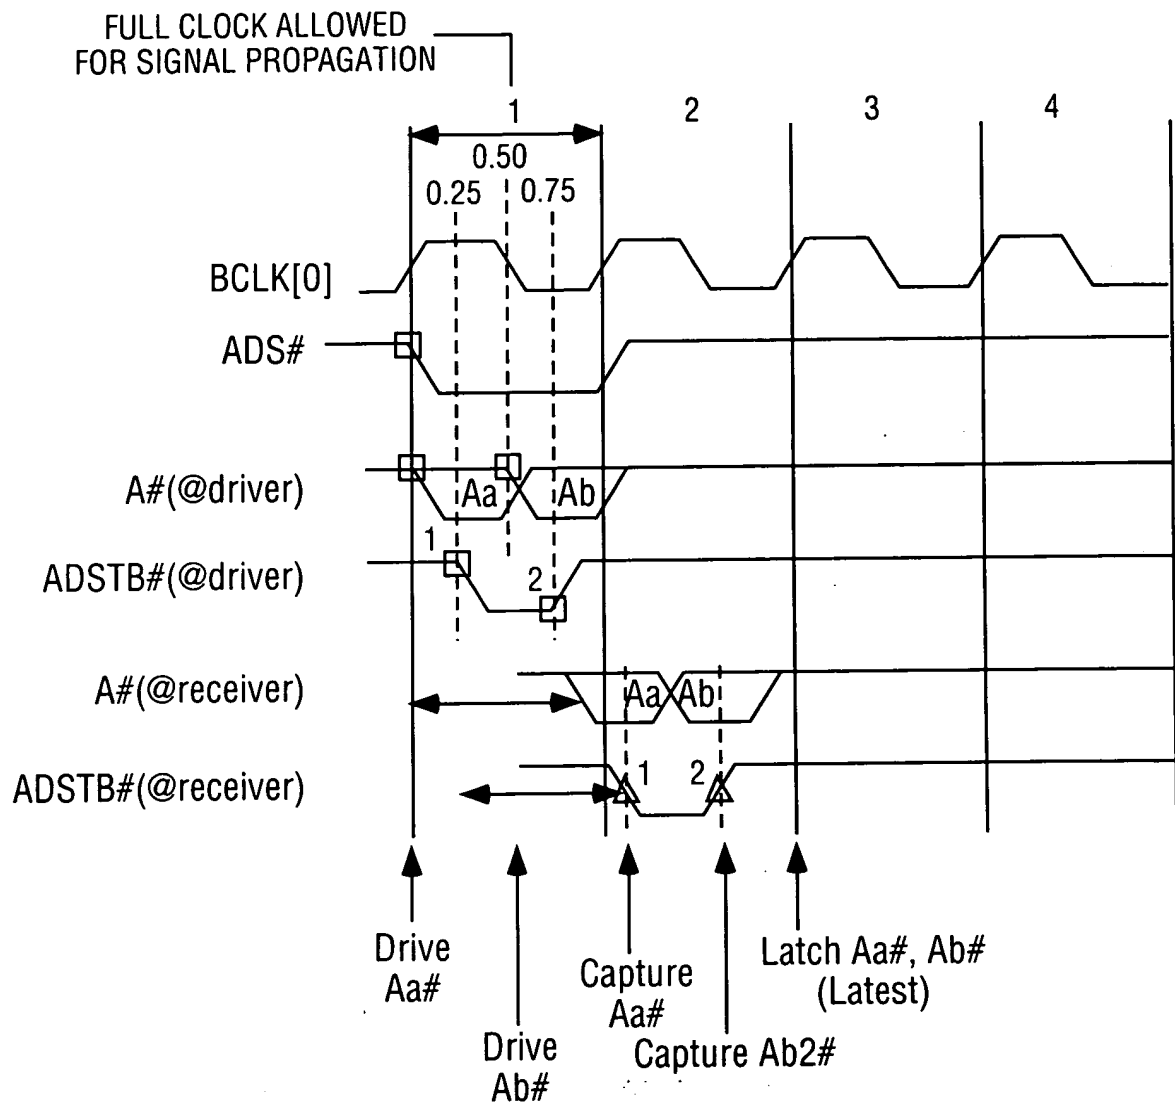 FULL CLOCK ALLOWED
FOR SIGNAL PROPAGATION
1
2
3
4
0.50
0.25
0.75
BCLK[0]
ADS#
A#(@driver)
Aa
Ab
1
ADSTB#(@driver)
2
A#(@receiver)
Aa
Ab
ADSTB#(@receiver)
1
2
Drive
Aa#
Drive
Ab#
Capture
Aa#
Capture Ab2#
Latch Aa#, Ab#
(Latest)